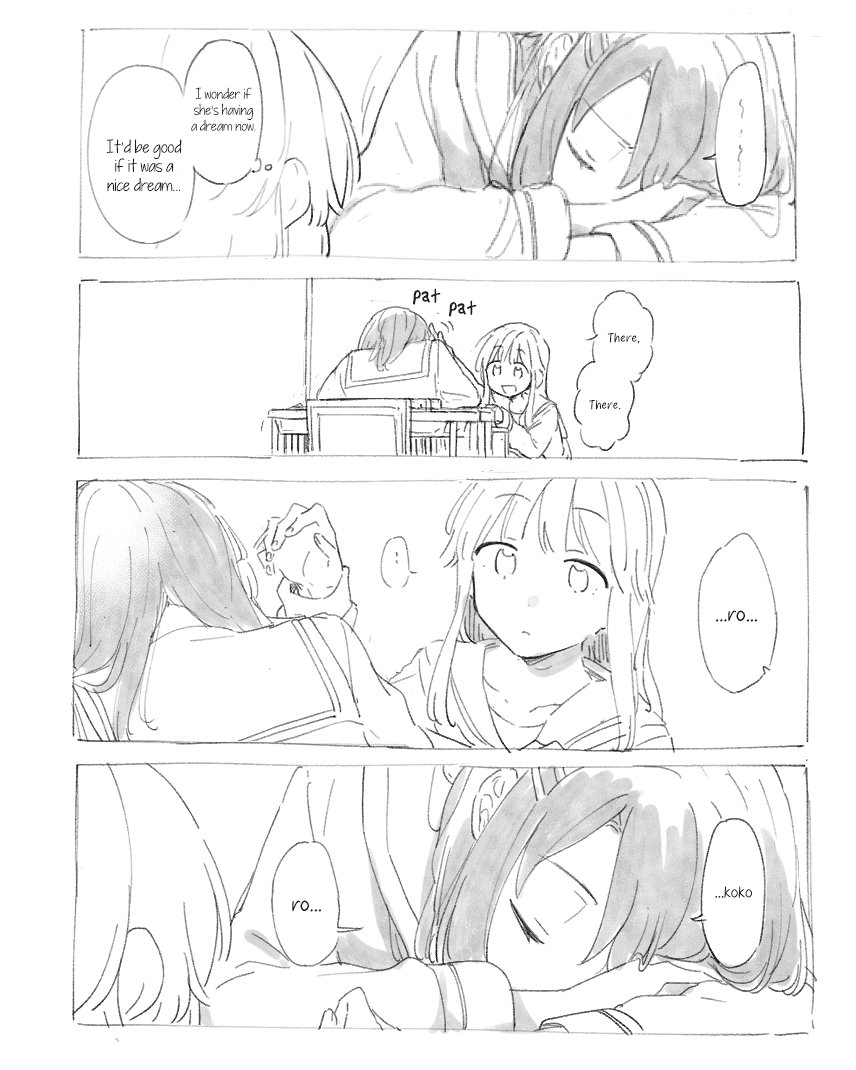 I wonder if
she's having
a dream now.
It'd be good
if it was a
nice dream...
pat
pat
There,
There.
...ro...
...koko
ro...